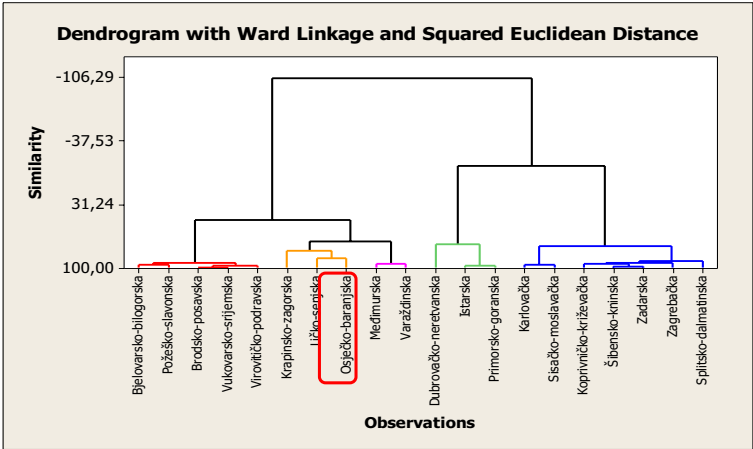 Dendrogram with Ward Linkage and Squared Euclidean Distance
Similarity
-106,29
-37,53
31,24
100,00
Bjelovarsko-bilogorska
Požeško-slavonska
Brodsko-posavska
Vukovarsko-srijemska
Virovitičko-podravska
Krapinsko-zagorska
Ličko-senjska
Osječko-baranjska
Međimurska
Varaždinska
Dubrovačko-neretvanska
Istarska
Primorsko-goranska
Karlovačka
Sisačko-moslavačka
Koprivničko-križevačka
Šibensko-kninska
Zadarska
Zagrebačka
Splitsko-dalmatinska
Observations